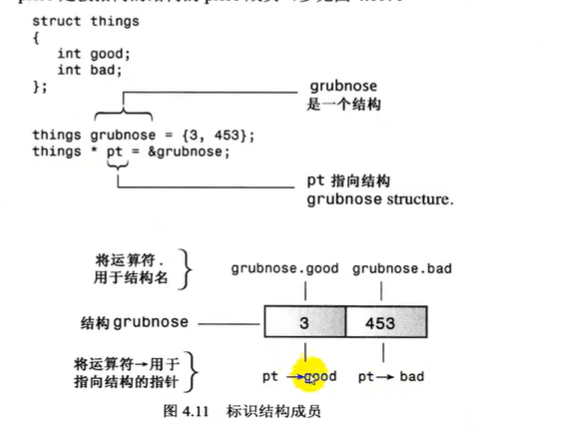 struct things
{
int good;
int bad;
};
grubnose
是一个结构
things grubnose = {3, 453};
things * pt = &grubnose;
pt 指向结构
grubnose structure.
将运算符.
用于结构名
grubnose.good grubnose.bad
结构 grubnose
3 453
将运算符→用于
指向结构的指针
pt →good pt→ bad
图 4.11 标识结构成员